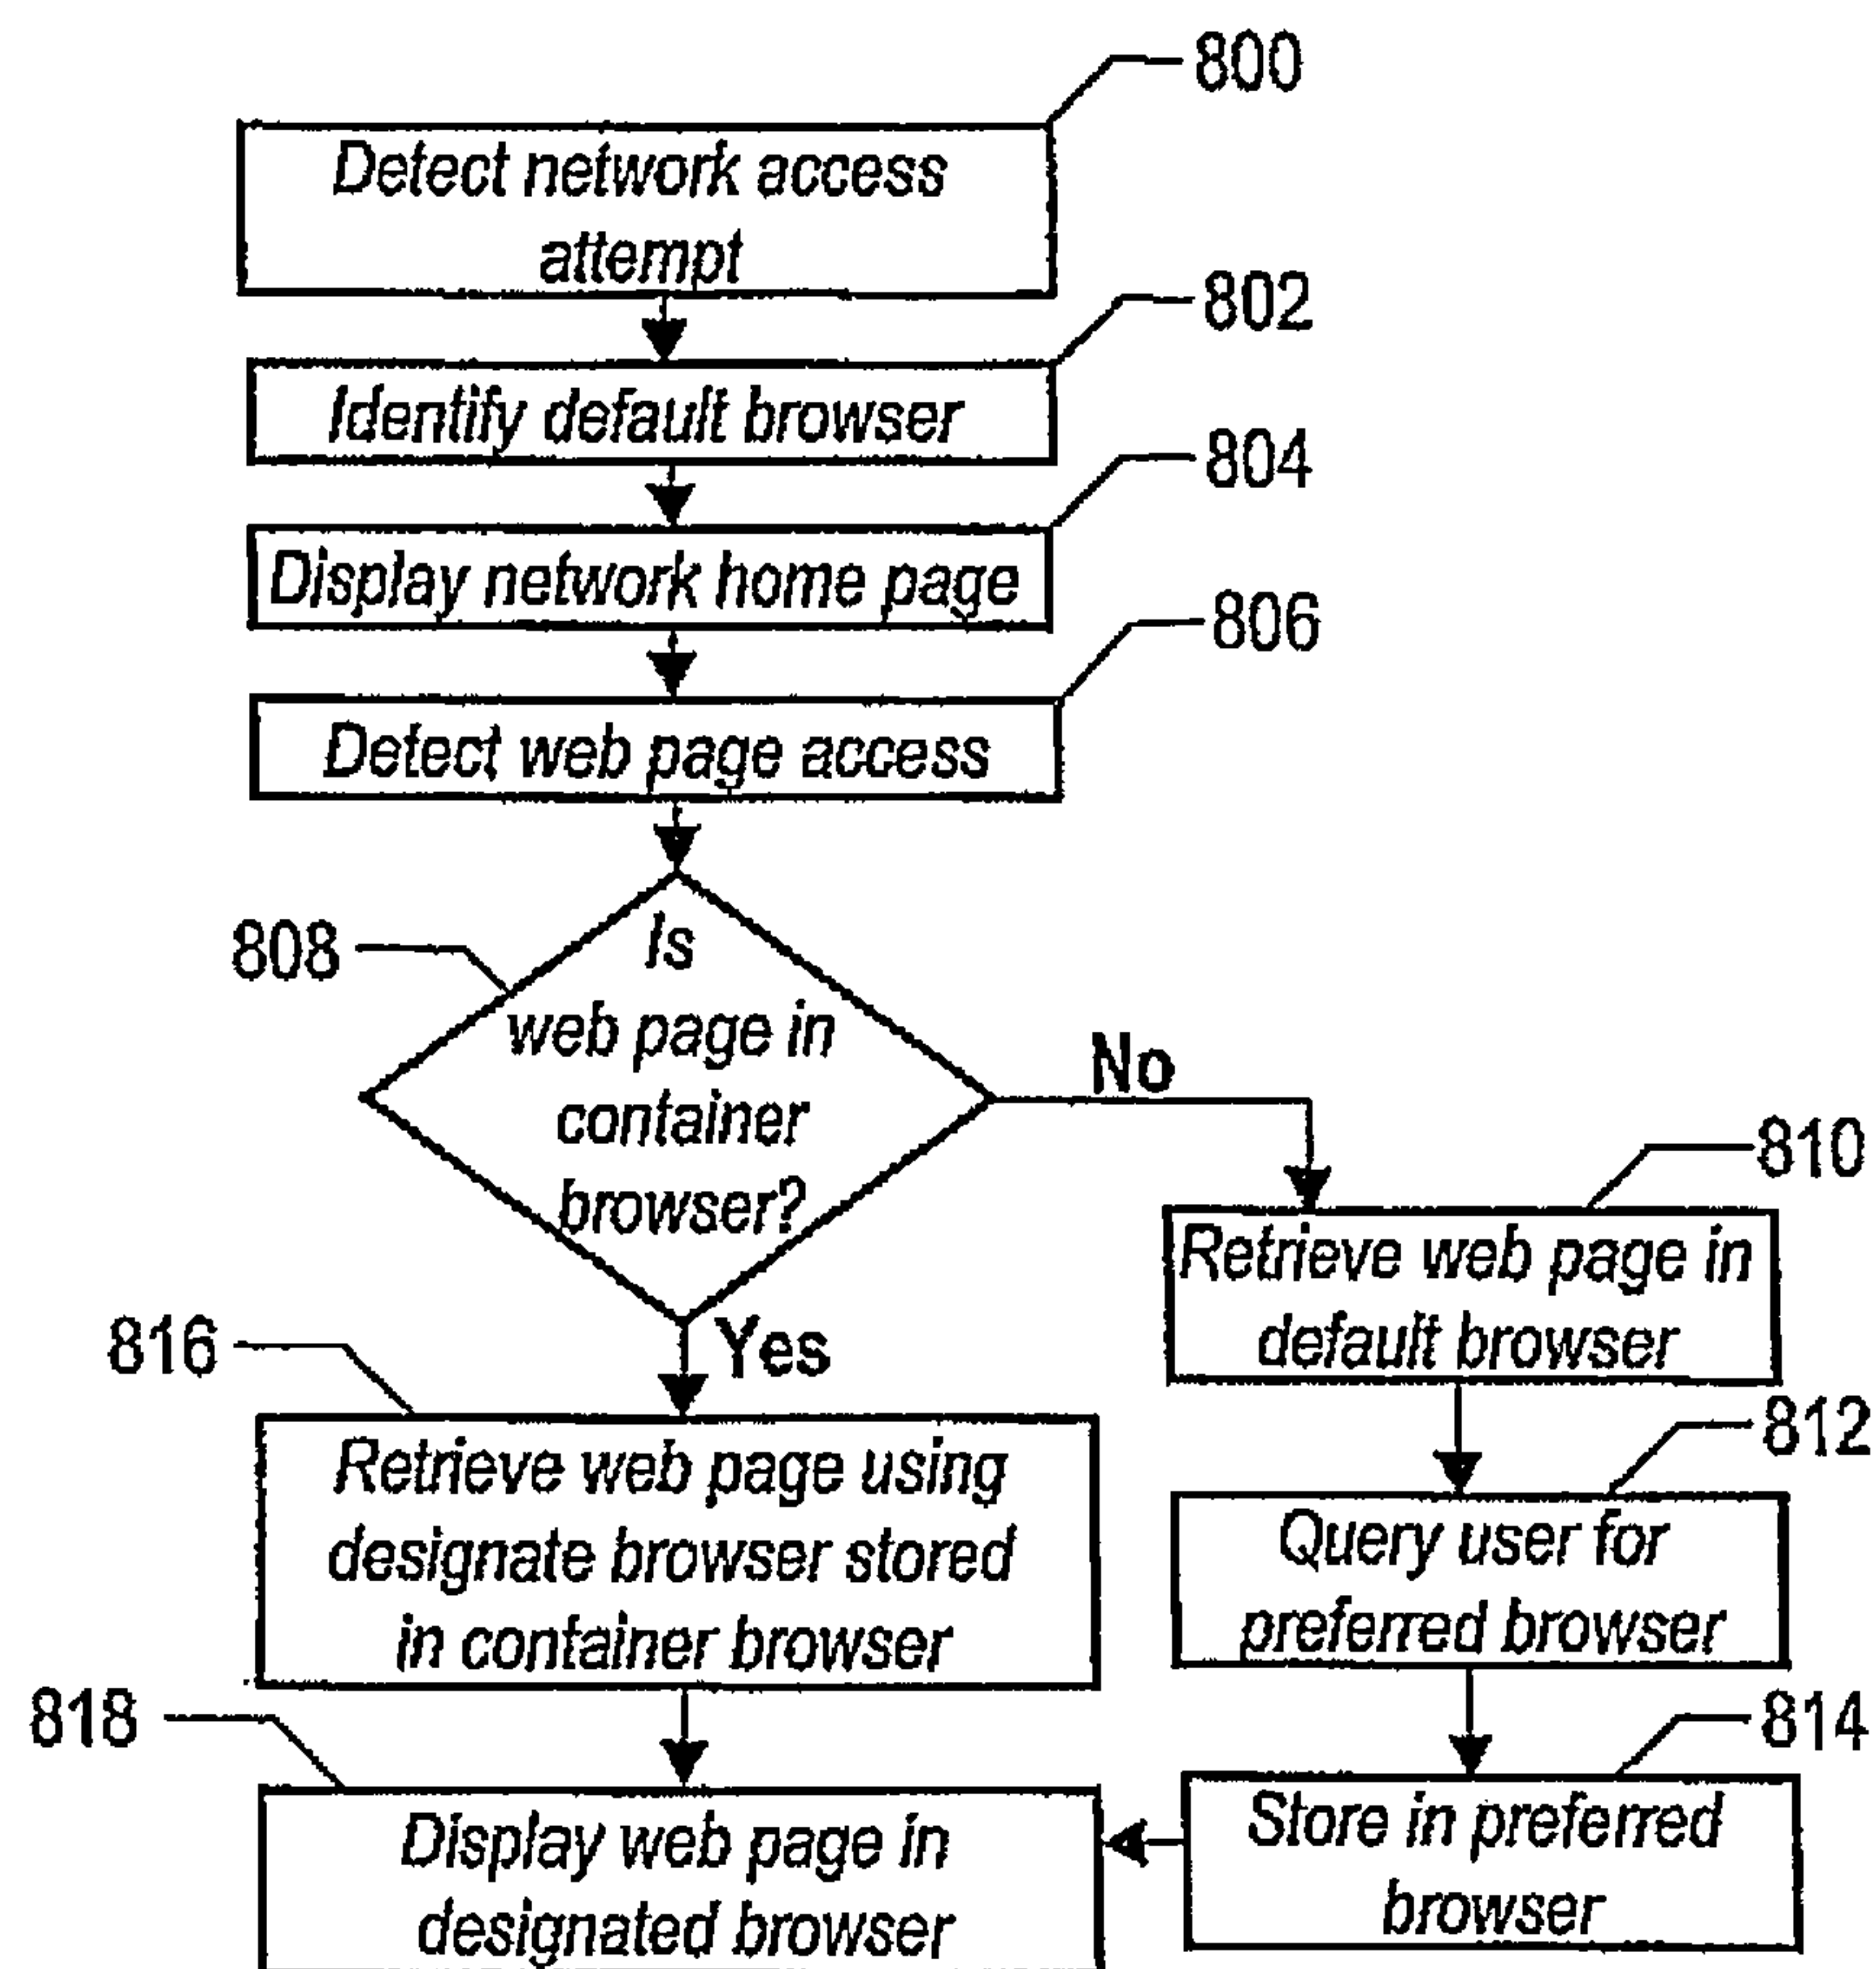 800
Detect network access
attempt
802
Identify default browser
804
Display network home page
806
Detect web page access
808
Is
web page in
container
browser?
No
Yes
810
Retrieve web page in
default browser
812
Query user for
preferred browser
814
Store in preferred
browser
816
Retrieve web page using
designate browser stored
in container browser
818
Display web page in
designated browser